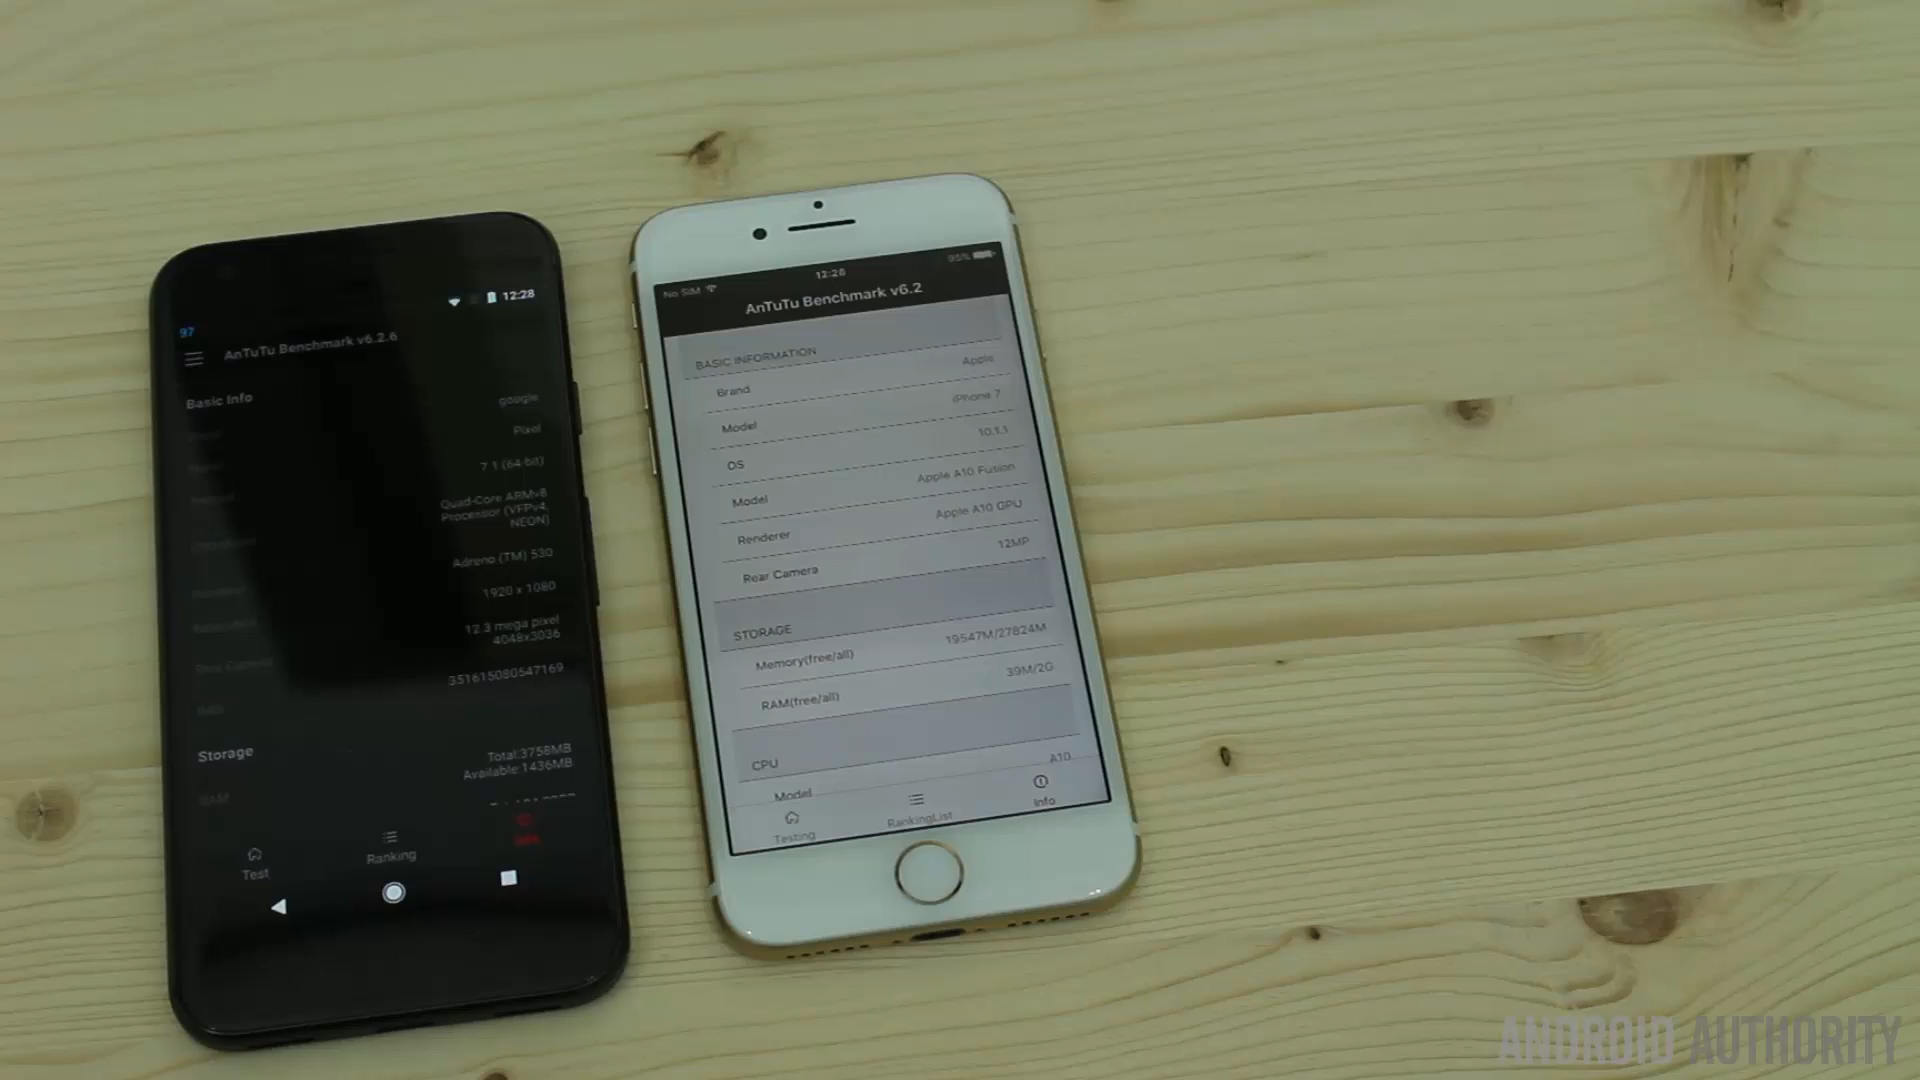 12:28
97
AnTuTu Benchmark v6.2.6
Basic Info
google
Pixel
7.1 (64-bit)
Quad-Core ARMv8
Processor (VFPv4,
NEON)
Adreno (TM) 530
1920 x 1080
12.3 mega pixel
4048x3036
351615080547169
Storage
Total:3758MB
Available:1436MB
RAM
Test
Ranking
No SIM
12:28
95%
AnTuTu Benchmark v6.2
BASIC INFORMATION
Brand Apple
Model iPhone 7
OS 10.1.1
Model Apple A10 Fusion
Renderer Apple A10 GPU
Rear Camera 12MP
STORAGE
Memory(free/all) 19547M/27824M
RAM(free/all) 39M/2G
CPU
Model A10
Testing
RankingList
Info
ANDROID AUTHORITY